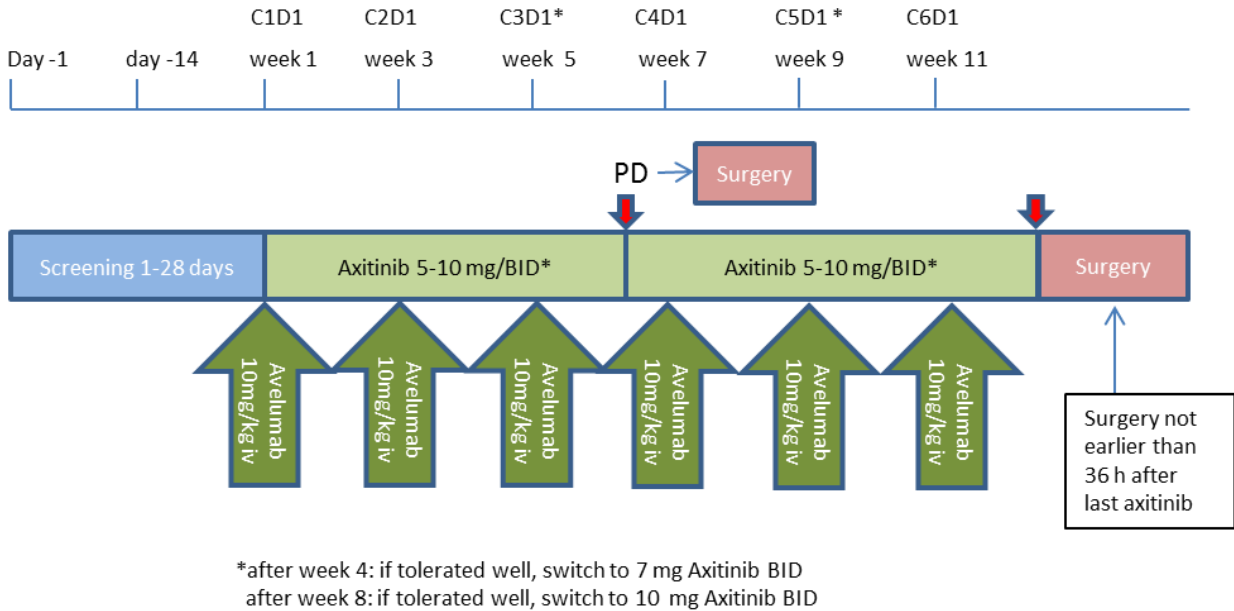 C1D1 C2D1 C3D1* C4D1 C5D1 * C6D1
Day -1 day -14 week 1 week 3 week 5 week 7 week 9 week 11
PD
Surgery
Screening 1-28 days
Axitinib 5-10 mg/BID*
Axitinib 5-10 mg/BID*
Surgery
Avelumab
10mg/kg iv
Avelumab
10mg/kg iv
Avelumab
10mg/kg iv
Avelumab
10mg/kg iv
Avelumab
10mg/kg iv
Avelumab
10mg/kg iv
Surgery not
earlier than
36 h after
last axitinib
*after week 4: if tolerated well, switch to 7 mg Axitinib BID
after week 8: if tolerated well, switch to 10 mg Axitinib BID